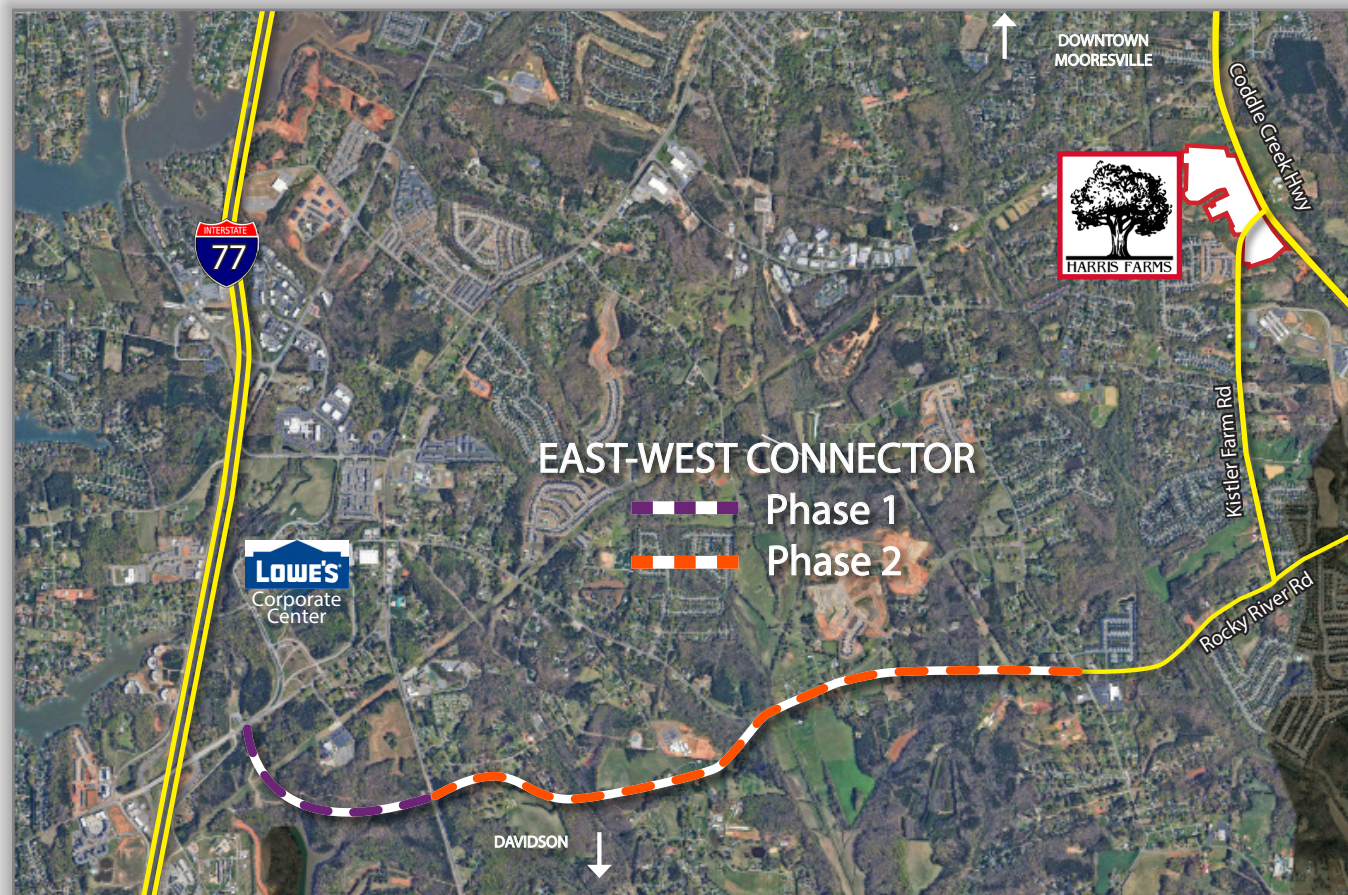 DOWNTOWN
MOORESVILLE
Coddle Creek Hwy
HARRIS FARMS
INTERSTATE
77
Kistler Farm Rd
EAST-WEST CONNECTOR
Phase 1
Phase 2
LOWE'S
Corporate
Center
Rocky River Rd
DAVIDSON